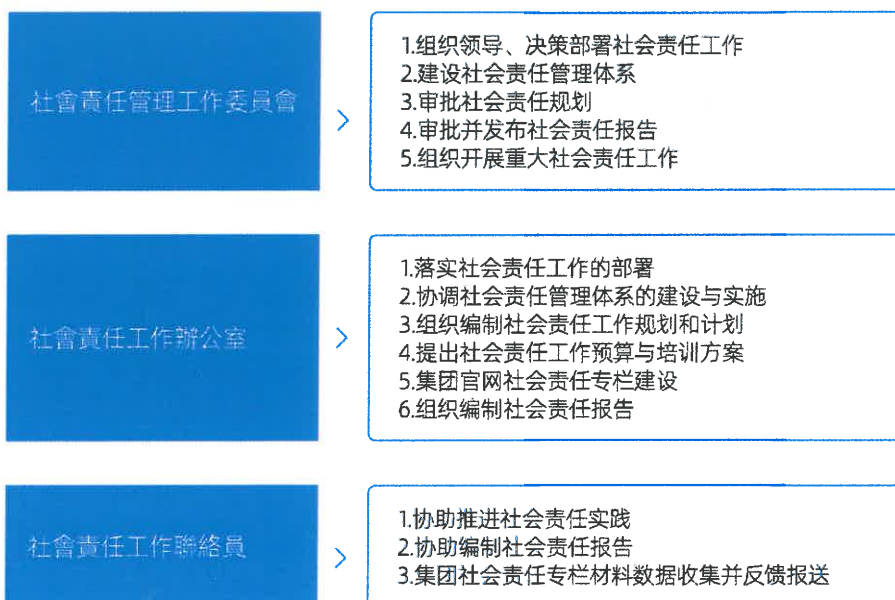 社會責任管理工作委員會
1.组织领导、决策部署社会责任工作
2.建设社会责任管理体系
3.审批社会责任规划
4.审批并发布社会责任报告
5.组织开展重大社会责任工作
社會責任工作辦公室
1.落实社会责任工作的部署
2.协调社会责任管理体系的建设与实施
3.组织编制社会责任工作规划和计划
4.提出社会责任工作预算与培训方案
5.集团官网社会责任专栏建设
6.组织编制社会责任报告
社會責任工作聯絡員
1.协助推进社会责任实践
2.协助编制社会责任报告
3.集团社会责任专栏材料数据收集并反馈报送